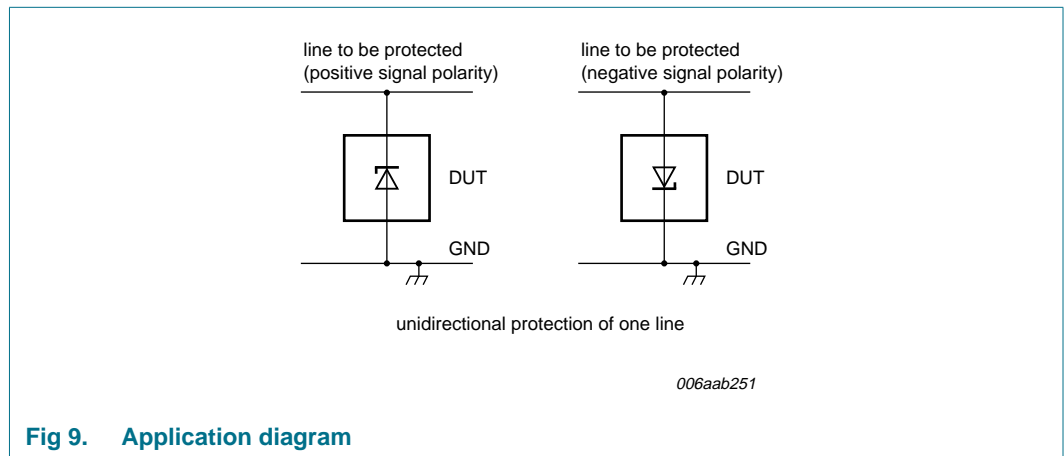 line to be protected
(positive signal polarity)
line to be protected
(negative signal polarity)
DUT
DUT
GND
GND
unidirectional protection of one line
006aab251
Fig 9. Application diagram